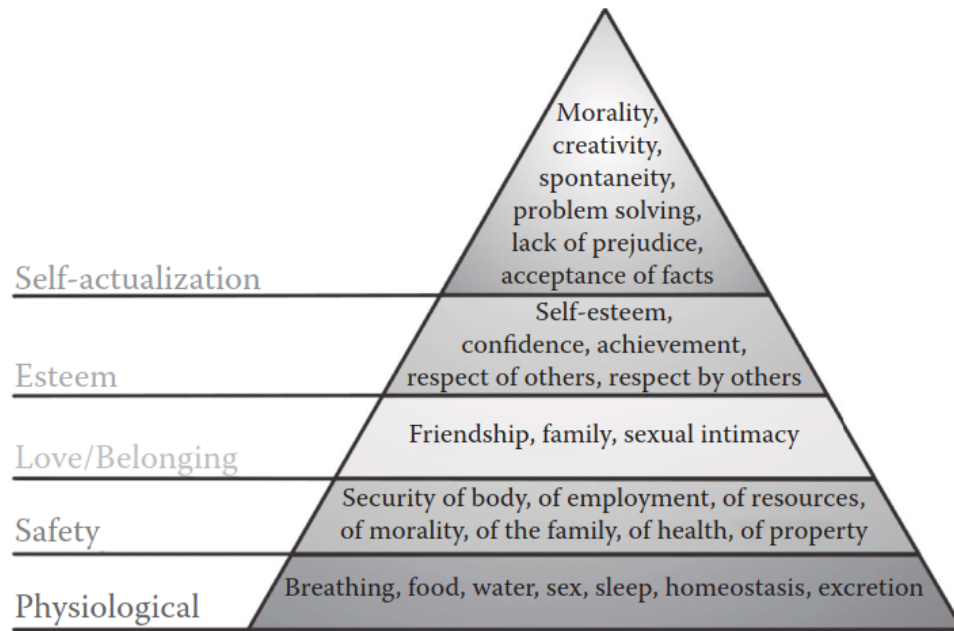 Morality,
creativity,
spontaneity,
problem solving,
lack of prejudice,
acceptance of facts
Self-actualization
Self-esteem,
confidence, achievement,
respect of others, respect by others
Esteem
Friendship, family, sexual intimacy
Love/Belonging
Security of body, of employment, of resources,
of morality, of the family, of health, of property
Safety
Breathing, food, water, sex, sleep, homeostasis, excretion
Physiological